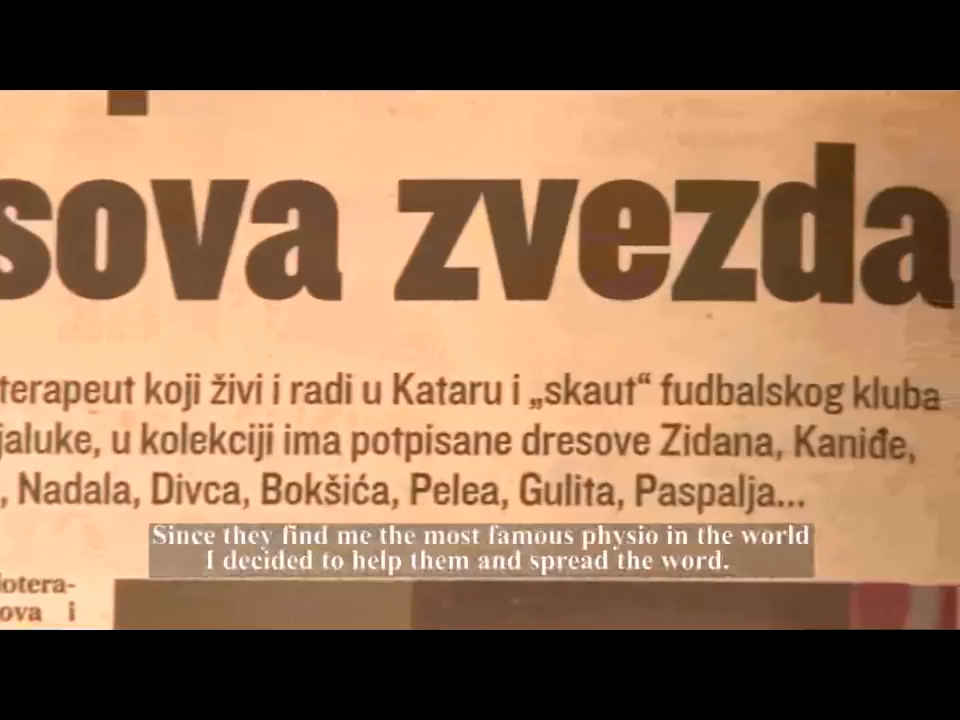 sova zvezda
terapeut koji živi i radi u Kataru i „skaut“ fudbalskog kluba
jaluke, u kolekciji ima potpisane dresove Zidana, Kaniđe,
, Nadala, Divca, Bokšića, Pelea, Gulita, Paspalja...
Since they find me the most famous physio in the world
I decided to help them and spread the word.
iotera-
ova i